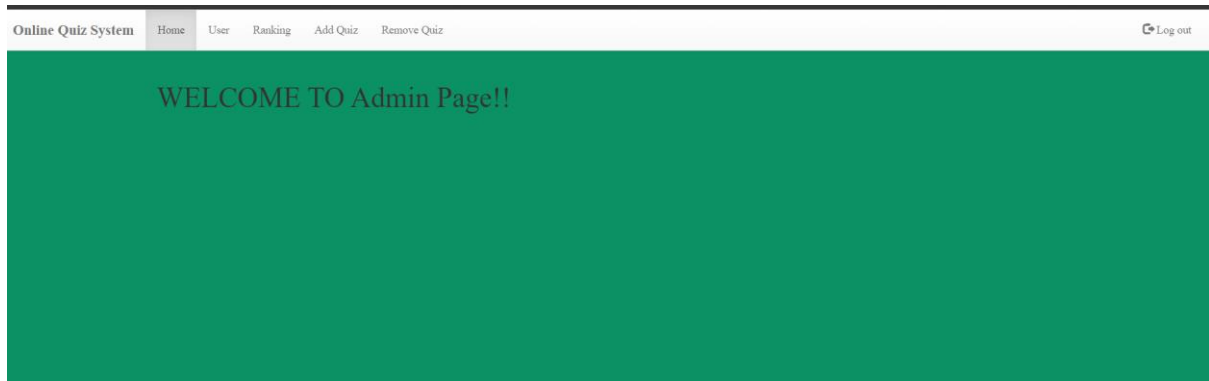 Online Quiz System Home User Ranking Add Quiz Remove Quiz Log out
WELCOME TO Admin Page!!